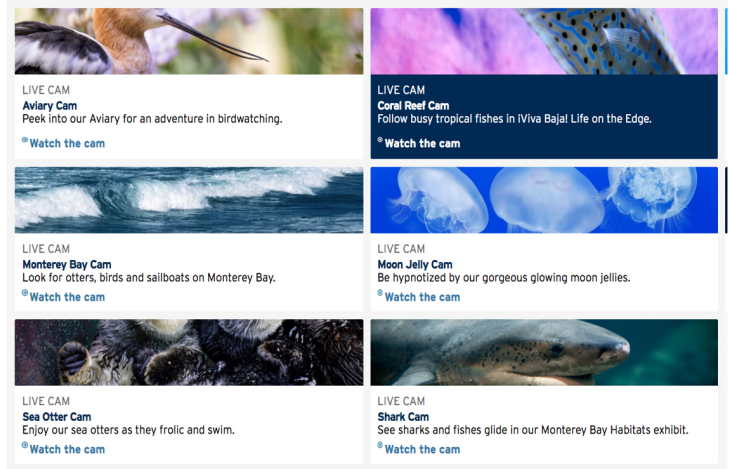 LIVE CAM
Aviary Cam
Peek into our Aviary for an adventure in birdwatching.
Watch the cam
LIVE CAM
Coral Reef Cam
Follow busy tropical fishes in ¡Viva Baja! Life on the Edge.
Watch the cam
LIVE CAM
Monterey Bay Cam
Look for otters, birds and sailboats on Monterey Bay.
Watch the cam
LIVE CAM
Moon Jelly Cam
Be hypnotized by our gorgeous glowing moon jellies.
Watch the cam
LIVE CAM
Sea Otter Cam
Enjoy our sea otters as they frolic and swim.
Watch the cam
LIVE CAM
Shark Cam
See sharks and fishes glide in our Monterey Bay Habitats exhibit.
Watch the cam